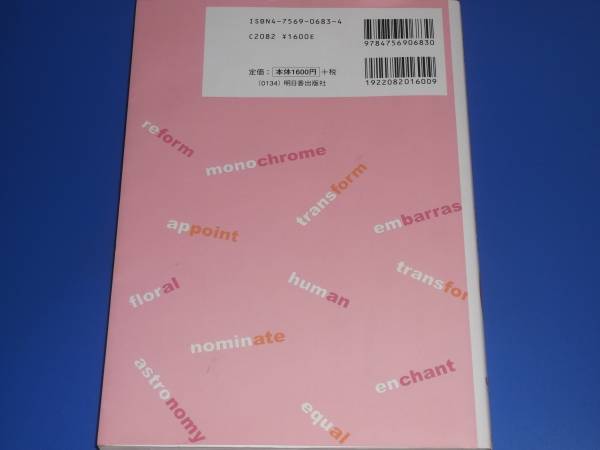 ISBN4-7569-0683-4
C2082 ¥1600E
9784756906830
定価： 本体1600円 +税
(0134) 明日香出版社
1922082016009
reform
monochrome
transform
appoint
embarras
floral
human
transfor
nominate
astronomy
enchant
equal